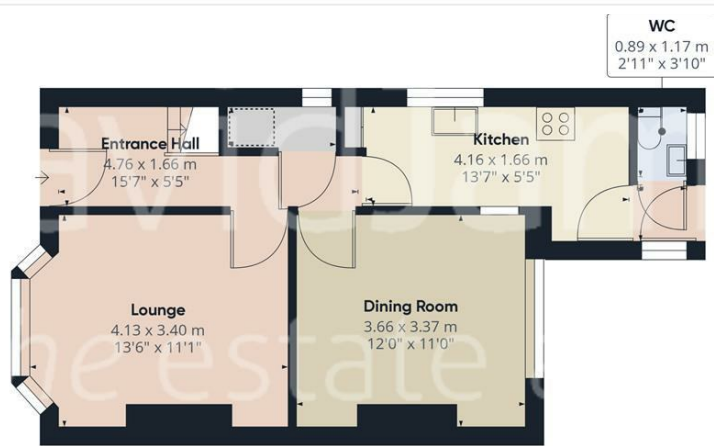 WC
0.89 x 1.17 m
2'11" x 3'10"
Entrance Hall
4.76 x 1.66 m
15'7" x 5'5"
Kitchen
4.16 x 1.66 m
13'7" x 5'5"
Lounge
4.13 x 3.40 m
13'6" x 11'1"
Dining Room
3.66 x 3.37 m
12'0" x 11'0"
the estate